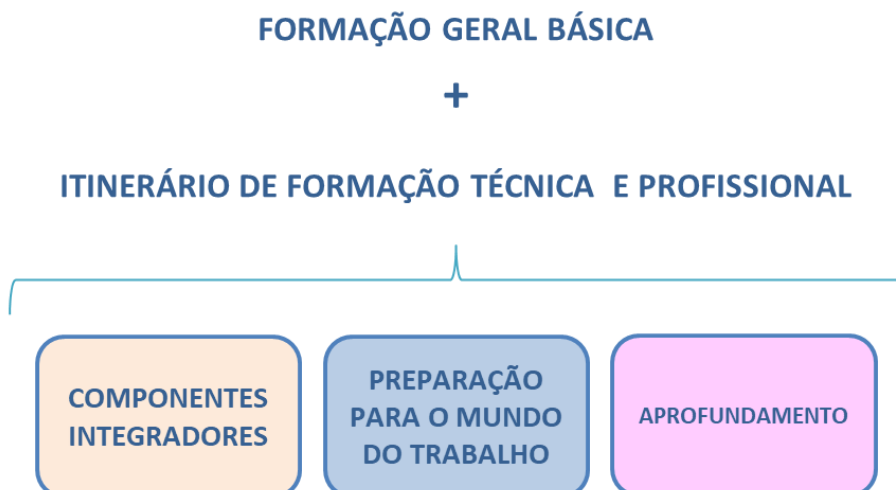 FORMAÇÃO GERAL BÁSICA
+
ITINERÁRIO DE FORMAÇÃO TÉCNICA E PROFISSIONAL
COMPONENTES
INTEGRADORES
PREPARAÇÃO
PARA O MUNDO
DO TRABALHO
APROFUNDAMENTO